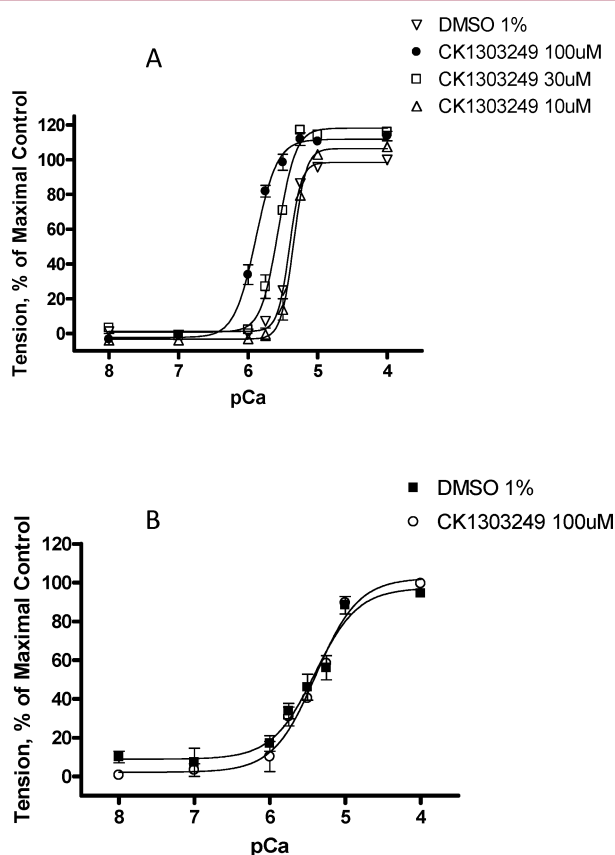 DMSO 1%
CK1303249 100uM
CK1303249 30uM
CK1303249 10uM
A
Tension, % of Maximal Control
120
100
80
60
40
20
0
8 7 6 5 4
pCa
DMSO 1%
CK1303249 100uM
B
Tension, % of Maximal Control
120
100
80
60
40
20
0
8 7 6 5 4
pCa